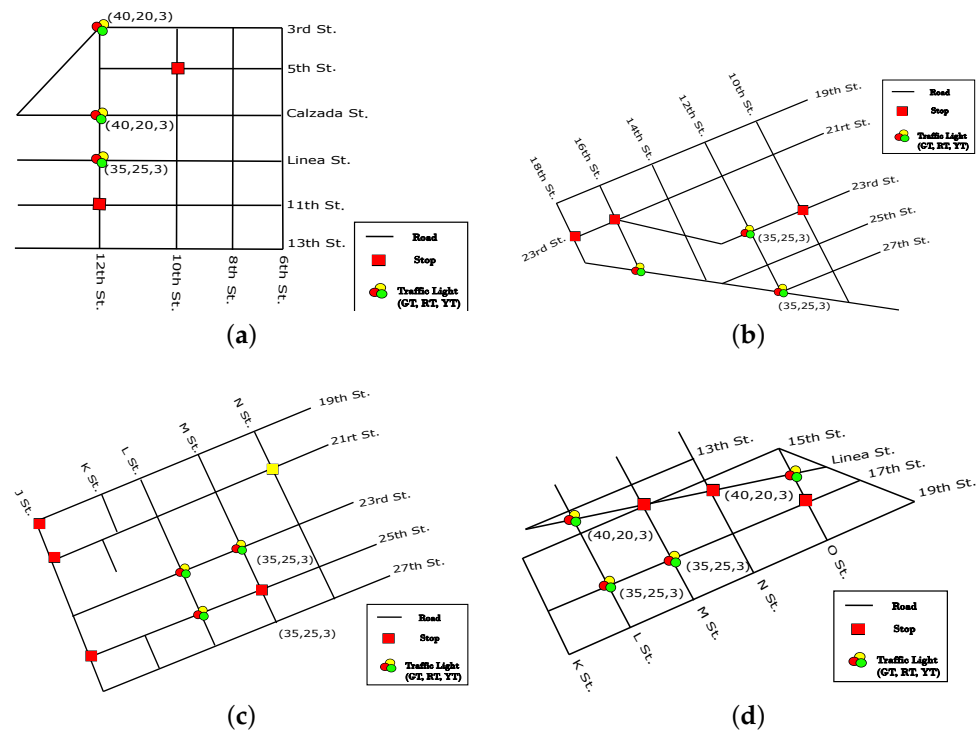 (40,20,3)
3rd St.
5th St.
Calzada St.
(40,20,3)
Linea St.
(35,25,3)
11th St.
13th St.
12th St.
10th St.
8th St.
6th St.
Road
Stop
Traffic Light
(GT, RT, YT)
(a)
19th St.
21rt St.
23rd St.
25th St.
27th St.
10th St.
12th St.
14th St.
16th St.
18th St.
23rd St.
(35,25,3)
(35,25,3)
Road
Stop
Traffic Light
(GT, RT, YT)
(b)
19th St.
21rt St.
23rd St.
25th St.
27th St.
N St.
M St.
L St.
K St.
J St.
(35,25,3)
(35,25,3)
Road
Stop
Traffic Light
(GT, RT, YT)
(c)
13th St.
15th St.
Linea St.
17th St.
19th St.
(40,20,3)
(40,20,3)
(35,25,3)
(35,25,3)
O St.
N St.
M St.
L St.
K St.
Road
Stop
Traffic Light
(GT, RT, YT)
(d)